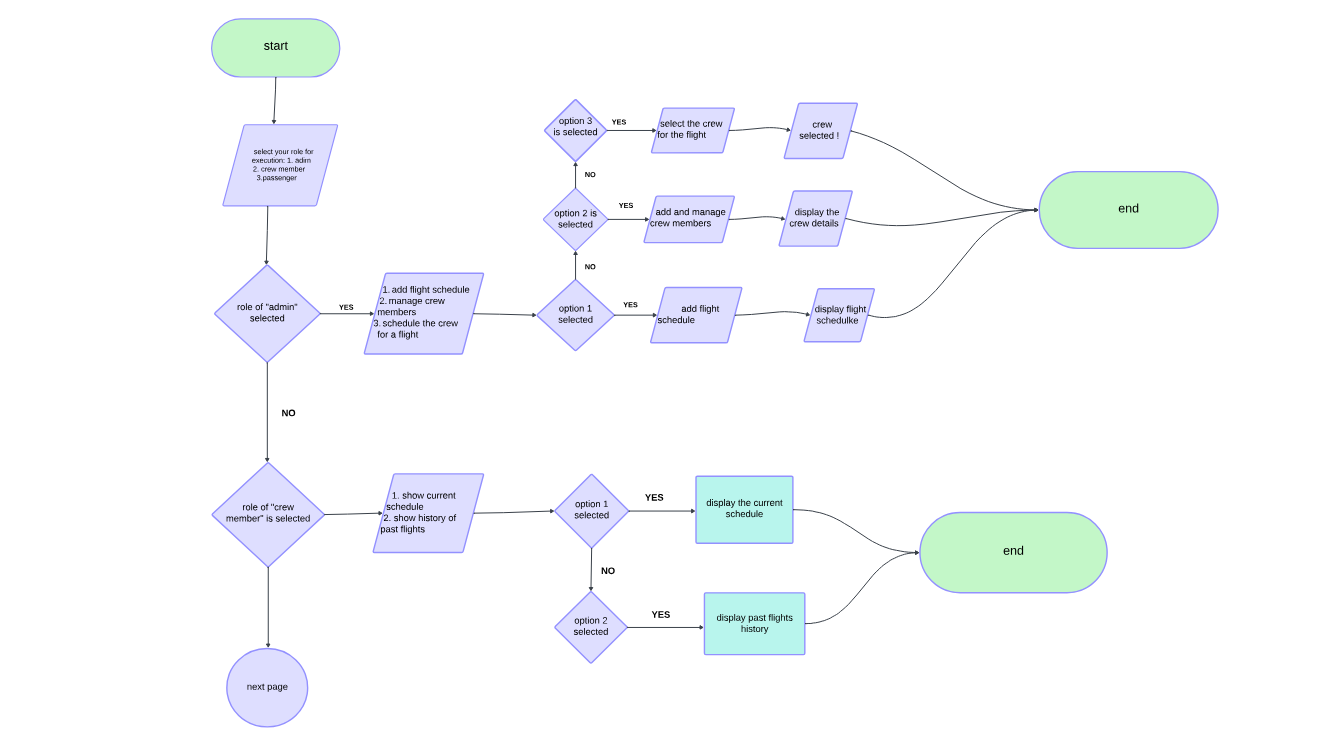 start
select your role for
execution: 1. adim
2. crew member
3.passenger
role of "admin"
selected
YES
1. add flight schedule
2. manage crew
members
3. schedule the crew
for a flight
option 1
selected
YES
add flight
schedule
display flight
schedulke
NO
option 2 is
selected
YES
add and manage
crew members
display the
crew details
NO
option 3
is selected
YES
select the crew
for the flight
crew
selected !
end
NO
role of "crew
member" is selected
1. show current
schedule
2. show history of
past flights
option 1
selected
YES
display the current
schedule
NO
option 2
selected
YES
display past flights
history
end
next page